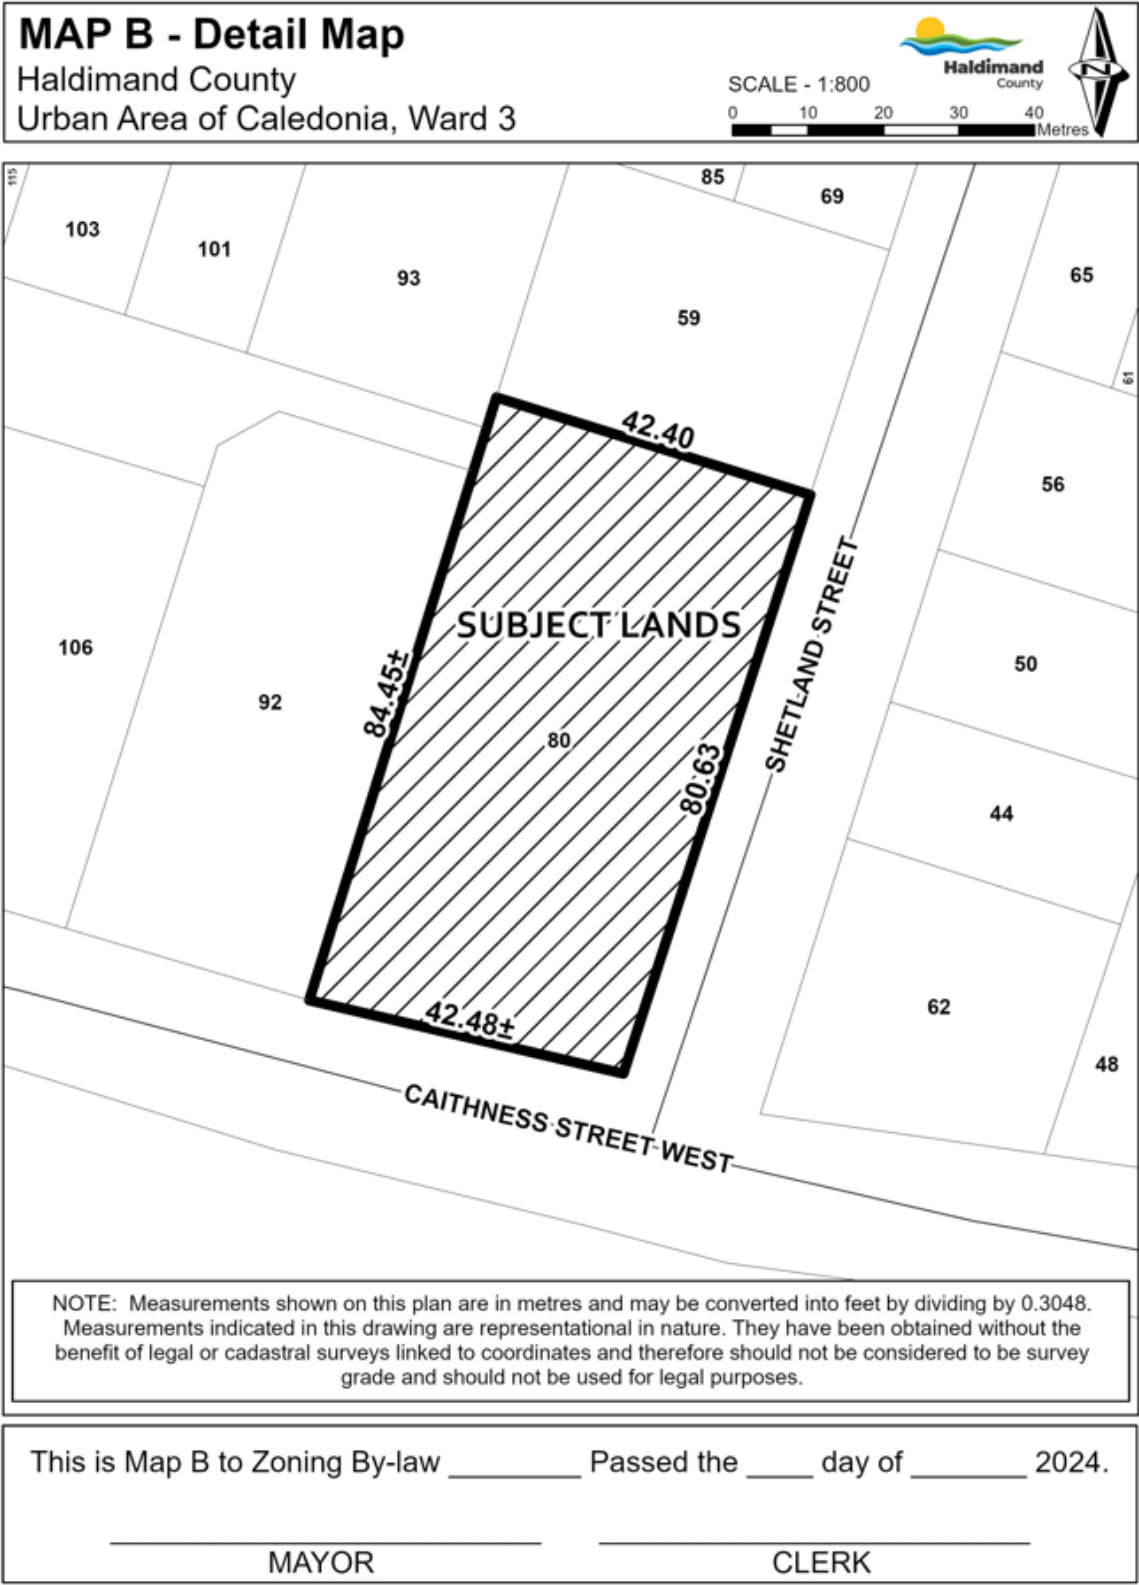 MAP B - Detail Map
Haldimand County
Urban Area of Caledonia, Ward 3
SCALE - 1:800
0 10 20 30 40
Metres
Haldimand
County
N
115
103
101
93
85
69
59
65
61
42.40
56
SUBJECT LANDS
SHETLAND STREET
106
92
84.45±
80
80.63
50
44
62
48
42.48±
CAITHNESS STREET WEST
NOTE: Measurements shown on this plan are in metres and may be converted into feet by dividing by 0.3048.
Measurements indicated in this drawing are representational in nature. They have been obtained without the
benefit of legal or cadastral surveys linked to coordinates and therefore should not be considered to be survey
grade and should not be used for legal purposes.
This is Map B to Zoning By-law ________ Passed the ____ day of _______ 2024.
MAYOR
CLERK